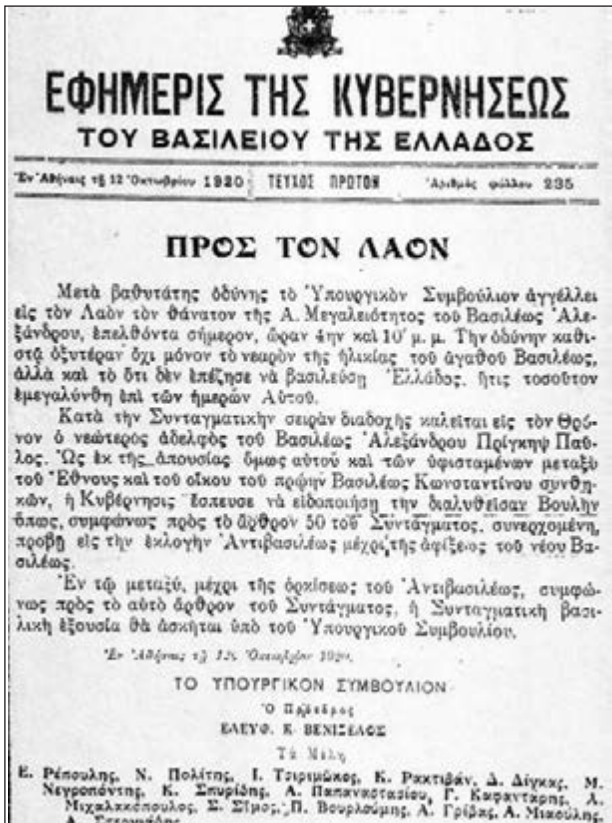 ΕΦΗΜΕΡΙΣ ΤΗΣ ΚΥΒΕΡΝΗΣΕΩΣ
ΤΟΥ ΒΑΣΙΛΕΙΟΥ ΤΗΣ ΕΛΛΑΔΟΣ
Ἐν Ἀθήναις τῇ 12 Ὀκτωβρίου 1920 ΤΕΥΧΟΣ ΠΡΩΤΟΝ Ἀριθμὸς φύλλου 235
ΠΡΟΣ ΤΟΝ ΛΑΟΝ
Μετὰ βαθυτάτης ὀδύνης τὸ Ὑπουργικὸν Συμβούλιον ἀγγέλλει
εἰς τὸν Λαὸν τὸν θάνατον τῆς Α. Μεγαλειότητος τοῦ Βασιλέως Ἀλε-
ξάνδρου, ἐπελθόντα σήμερον, ὥραν 4ην καὶ 10' μ. μ. Τὴν ὀδύνην καθι-
στᾷ ὀξυτέραν ὄχι μόνον τὸ νεαρὸν τῆς ἡλικίας τοῦ ἀγαθοῦ Βασιλέως,
ἀλλὰ καὶ τὸ ὅτι δὲν ἐπέζησε νὰ βασιλεύσῃ Ἑλλάδος, ἥτις τοσοῦτον
ἐμεγαλύνθη ἐπὶ τῶν ἡμερῶν Αὐτοῦ.
Κατὰ τὴν Συνταγματικὴν σειρὰν διαδοχῆς καλεῖται εἰς τὸν Θρό-
νον ὁ νεώτερος ἀδελφὸς τοῦ Βασιλέως Ἀλεξάνδρου Πρίγκηψ Παῦ-
λος. Ὡς ἐκ τῆς ἀπουσίας ὅμως αὐτοῦ καὶ τῶν ὑφισταμένων μεταξὺ
τοῦ Ἔθνους καὶ τοῦ οἴκου τοῦ πρῴην Βασιλέως Κωνσταντίνου συνθη-
κῶν, ἡ Κυβέρνησις ἔσπευσε νὰ εἰδοποιήσῃ τὴν διαλυθεῖσαν Βουλὴν
ὅπως, συμφώνως πρὸς τὸ ἄρθρον 50 τοῦ Συντάγματος, συνερχομένη,
προβῇ εἰς τὴν ἐκλογὴν Ἀντιβασιλέως μέχρι τῆς ἀφίξεως τοῦ νέου Βα-
σιλέως.
Ἐν τῷ μεταξύ, μέχρι τῆς ὁρκίσεως τοῦ Ἀντιβασιλέως, συμφώ-
νως πρὸς τὸ αὐτὸ ἄρθρον τοῦ Συντάγματος, ἡ Συνταγματικὴ βασι-
λικὴ ἐξουσία θὰ ἀσκῆται ὑπὸ τοῦ Ὑπουργικοῦ Συμβουλίου.
Ἐν Ἀθήναις τῇ 12 Ὀκτωβρίου 1920.
ΤΟ ΥΠΟΥΡΓΙΚΟΝ ΣΥΜΒΟΥΛΙΟΝ
Ὁ Πρόεδρος
ΕΛΕΥΘ. Κ. ΒΕΝΙΖΕΛΟΣ
Τὰ Μέλη
Ε. Ρέπουλης, Ν. Πολίτης, Ι. Τσιριμῶκος, Κ. Ρακτιβάν, Δ. Δίγκας, Μ.
Νεγροπόντης, Κ. Σπυρίδης, Α. Παπαναστασίου, Γ. Καφαντάρης, Α.
Μιχαλακόπουλος, Σ. Σῖμος, Π. Βουρλούμης, Α. Γρίβας, Α. Μιαούλης,